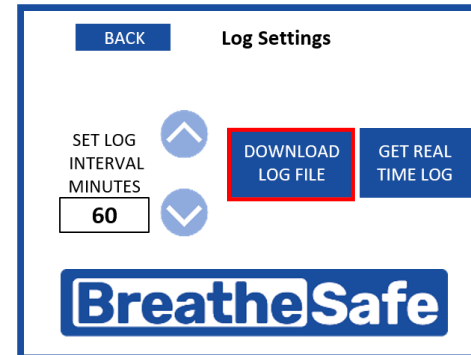 BACK
Log Settings
SET LOG
INTERVAL
MINUTES
60
DOWNLOAD
LOG FILE
GET REAL
TIME LOG
BreatheSafe